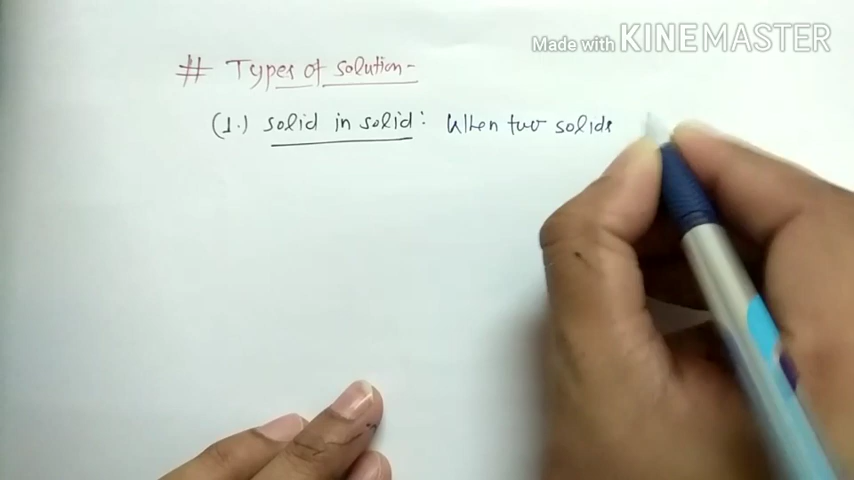 Made with KINEMASTER
# Types of solution-
(1.) solid in solid: When two solids